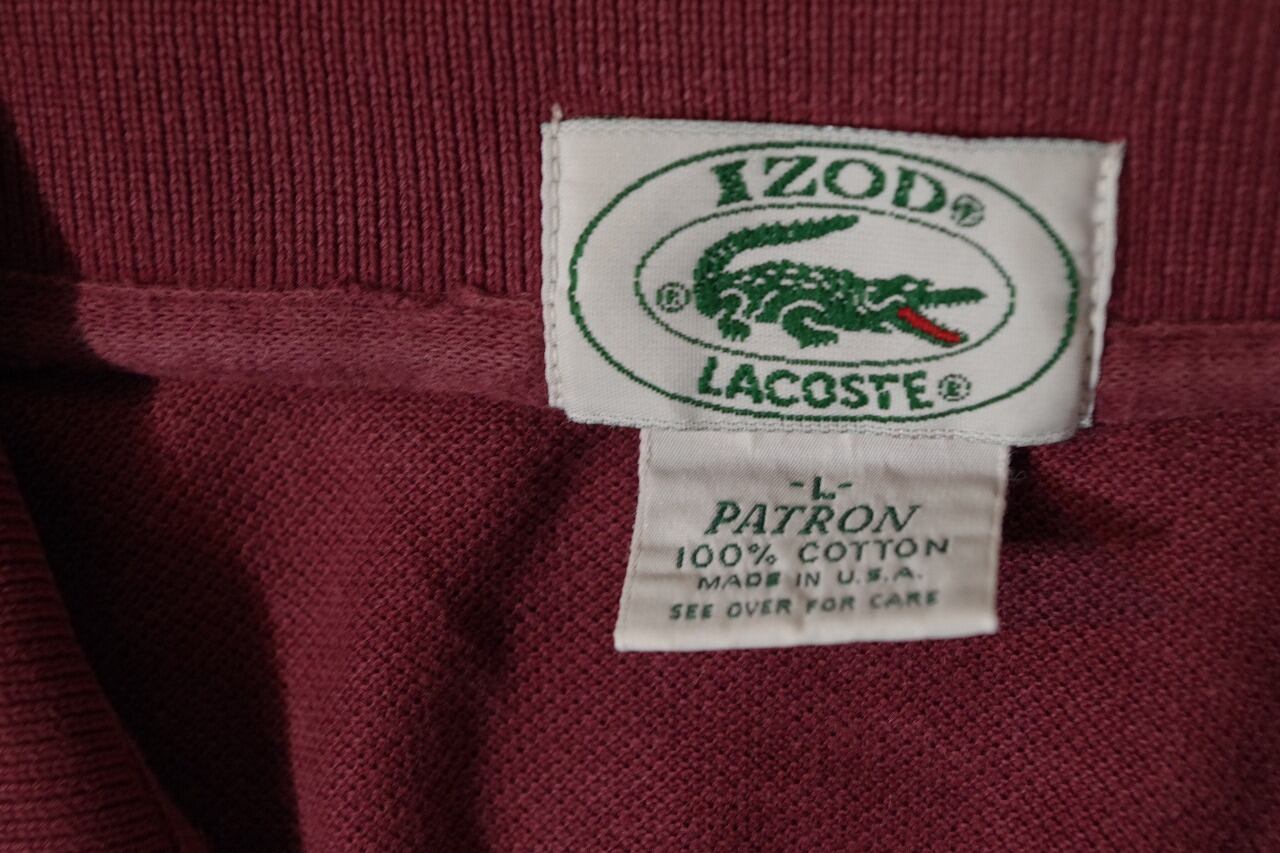 IZOD®
®
LACOSTE®
-L-
PATRON
100% COTTON
MADE IN U.S.A.
SEE OVER FOR CARE